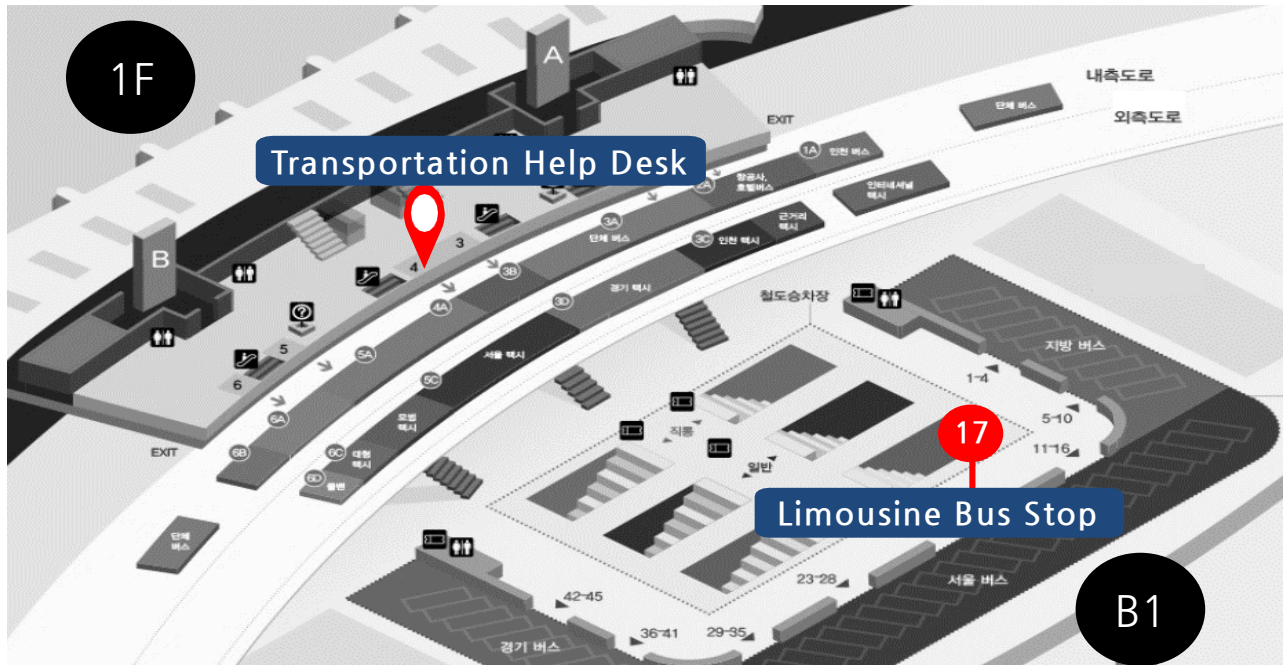 1F
A
내측도로
단체 버스
외측도로
EXIT
Transportation Help Desk
1A
인천 버스
2A
항공사,
호텔버스
인터내셔널
택시
근거리
택시
3A
단체 버스
3C
인천 택시
3
B
4
3B
경기 택시
3D
철도승차장
4A
지방 버스
서울 택시
5
5A
5C
6
1-4
6A
모범
택시
5-10
직통
17
11-16
EXIT
6B
6C
대형
택시
일반
6D
콜밴
Limousine Bus Stop
단체
버스
23-28
서울 버스
42-45
B1
36-41
29-35
경기 버스